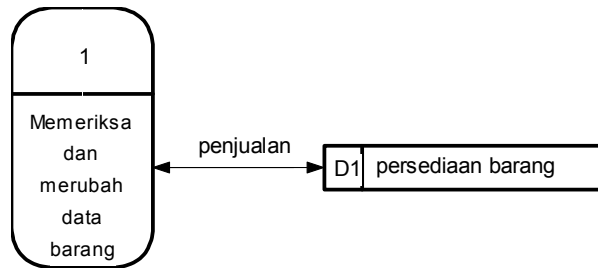 1
Memeriksa
dan
merubah
data
barang
penjualan
D1 persediaan barang